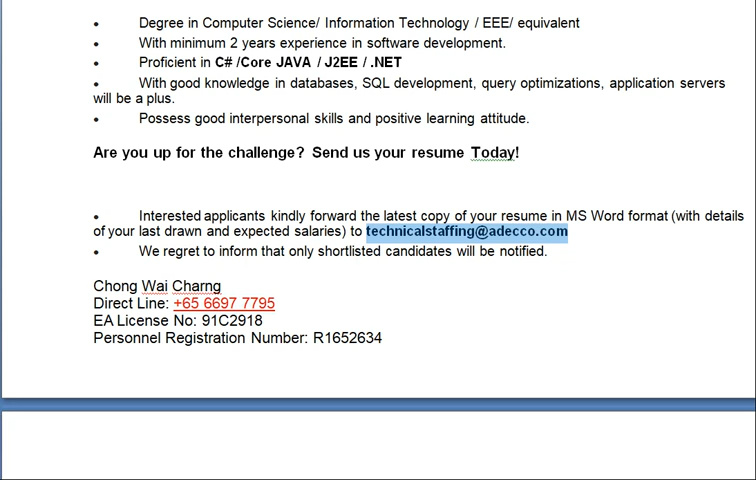 • Degree in Computer Science/ Information Technology / EEE/ equivalent
• With minimum 2 years experience in software development.
• Proficient in C# /Core JAVA / J2EE / .NET
• With good knowledge in databases, SQL development, query optimizations, application servers
will be a plus.
• Possess good interpersonal skills and positive learning attitude.
Are you up for the challenge? Send us your resume Today!
• Interested applicants kindly forward the latest copy of your resume in MS Word format (with details
of your last drawn and expected salaries) to technicalstaffing@adecco.com
• We regret to inform that only shortlisted candidates will be notified.
Chong Wai Charng
Direct Line: +65 6697 7795
EA License No: 91C2918
Personnel Registration Number: R1652634